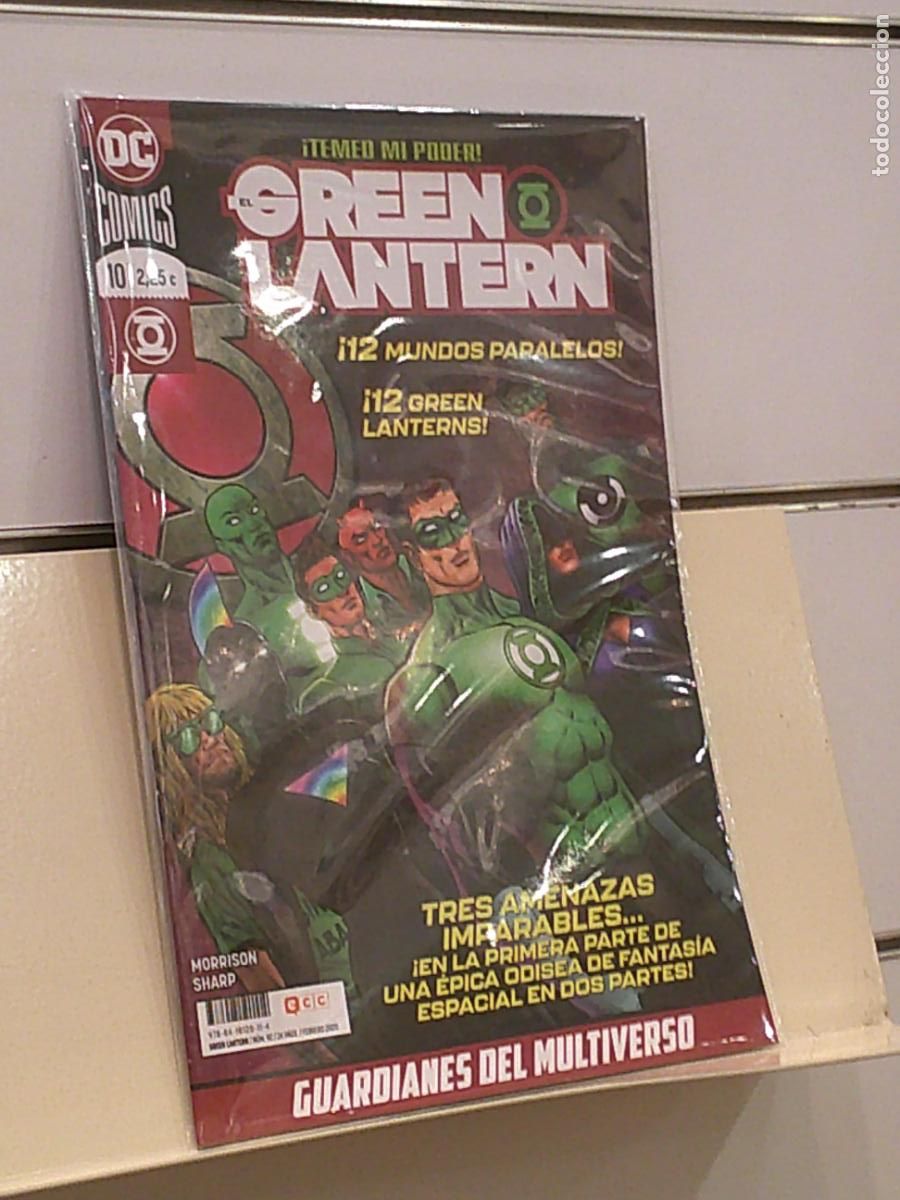 todocoleccion
¡TEMED MI PODER!
DC
COMICS
EL
GREEN
LANTERN
10 2,25 €
¡12 MUNDOS PARALELOS!
¡12 GREEN
LANTERNS!
TRES AMENAZAS
IMPARABLES...
¡EN LA PRIMERA PARTE DE
UNA ÉPICA ODISEA DE FANTASÍA
ESPACIAL EN DOS PARTES!
MORRISON
SHARP
ecc
GUARDIANES DEL MULTIVERSO